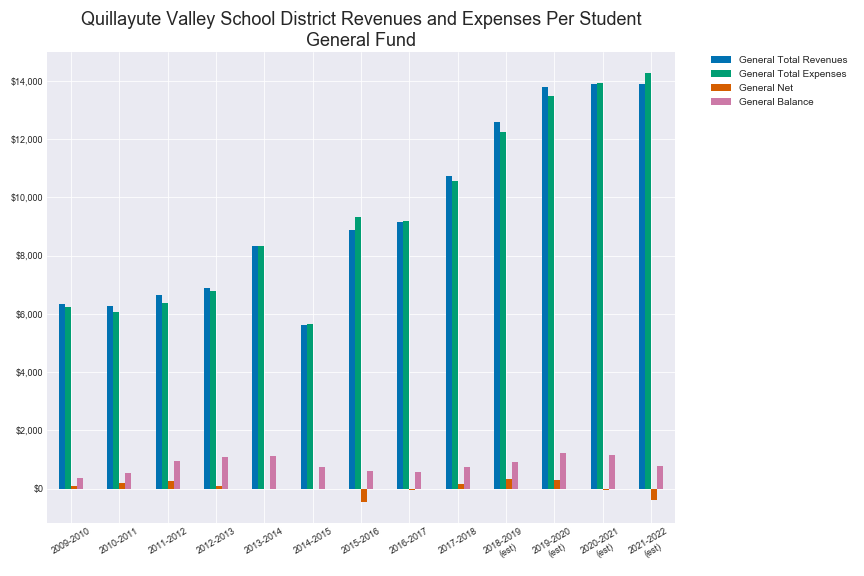 Quillayute Valley School District Revenues and Expenses Per Student
General Fund
General Total Revenues
General Total Expenses
General Net
General Balance
$14,000
$12,000
$10,000
$8,000
$6,000
$4,000
$2,000
$0
2009-2010
2010-2011
2011-2012
2012-2013
2013-2014
2014-2015
2015-2016
2016-2017
2017-2018
2018-2019
(est)
2019-2020
(est)
2020-2021
(est)
2021-2022
(est)